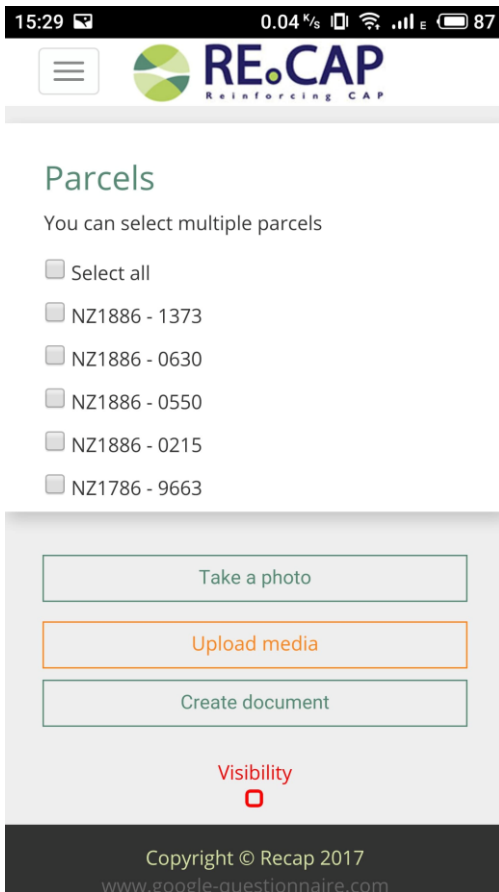 15:29 0.04 K/s E 87
RE.CAP
Reinforcing CAP
Parcels
You can select multiple parcels
Select all
NZ1886 - 1373
NZ1886 - 0630
NZ1886 - 0550
NZ1886 - 0215
NZ1786 - 9663
Take a photo
Upload media
Create document
Visibility
Copyright © Recap 2017
www.google-questionnaire.com